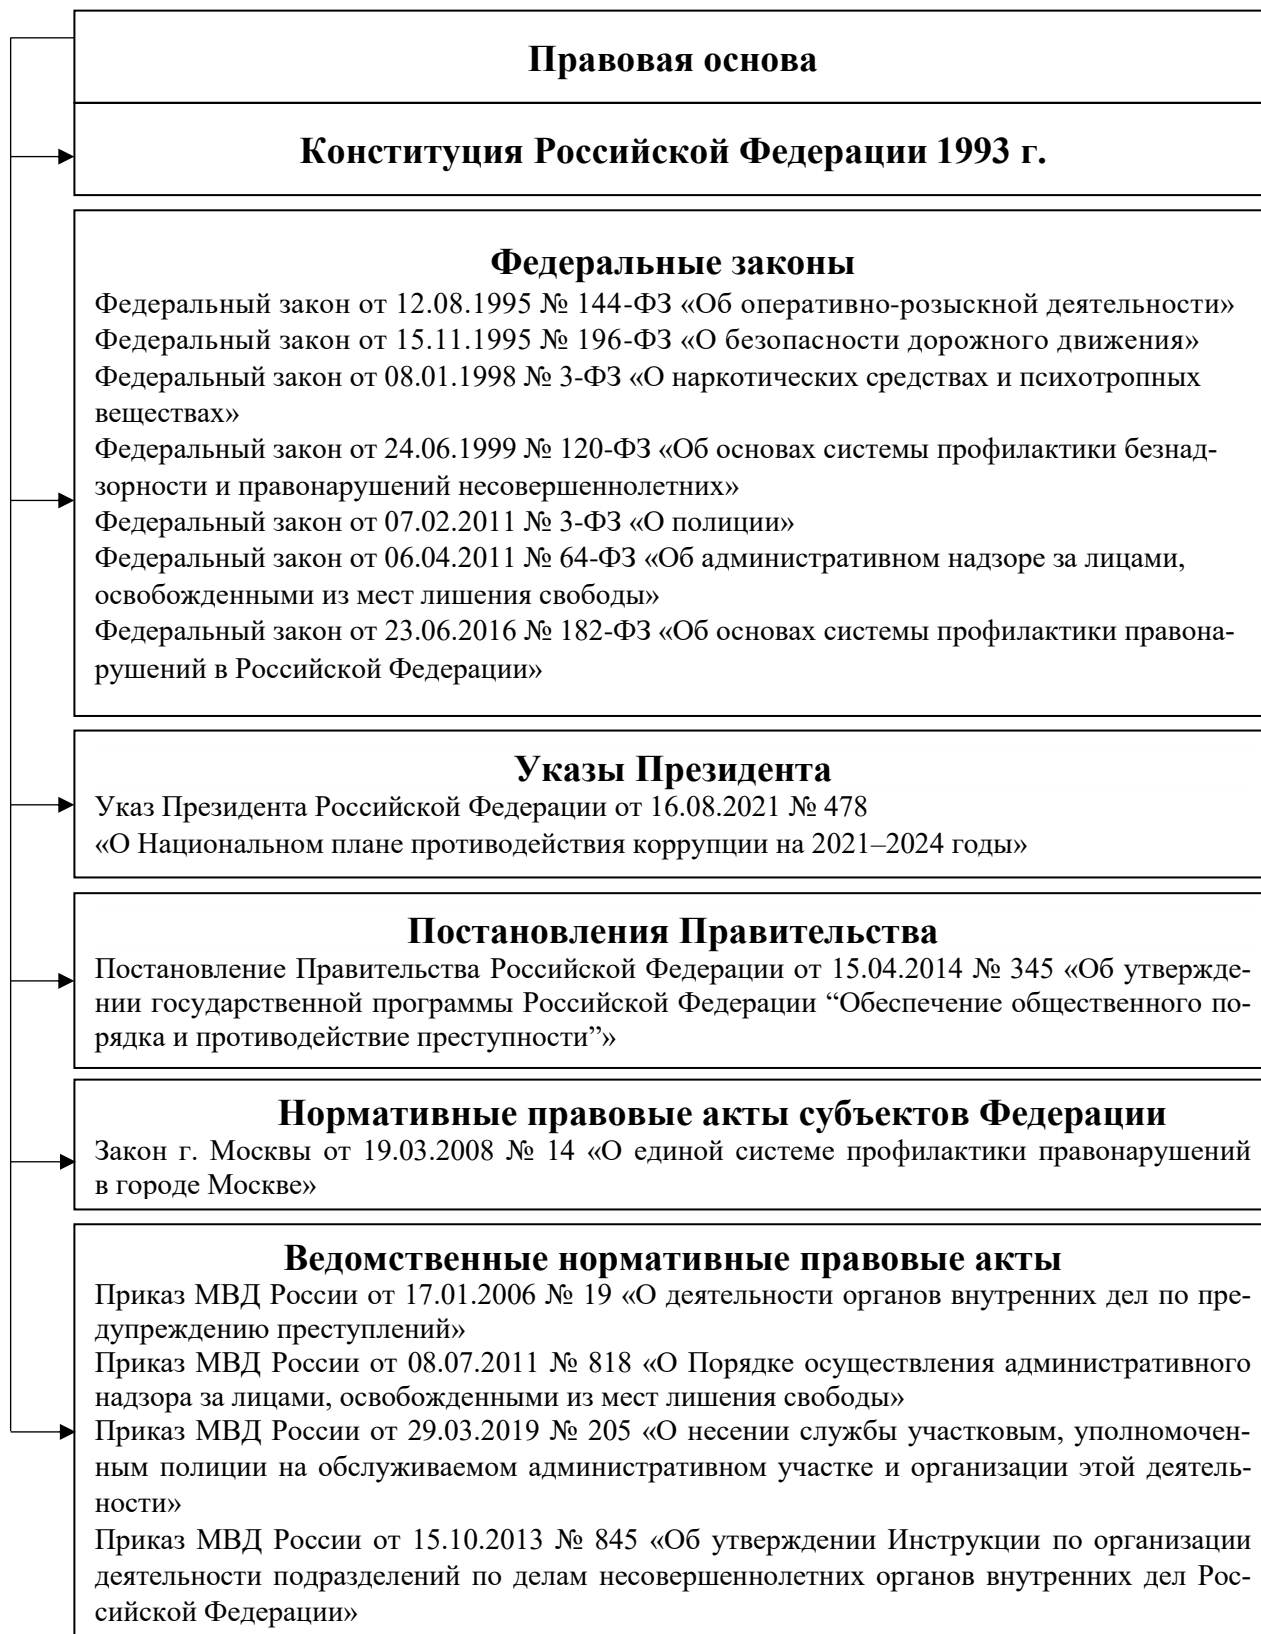 Правовая основа
Конституция Российской Федерации 1993 г.
Федеральные законы
Федеральный закон от 12.08.1995 № 144-ФЗ «Об оперативно-розыскной деятельности»
Федеральный закон от 15.11.1995 № 196-ФЗ «О безопасности дорожного движения»
Федеральный закон от 08.01.1998 № 3-ФЗ «О наркотических средствах и психотропных
веществах»
Федеральный закон от 24.06.1999 № 120-ФЗ «Об основах системы профилактики безнад-
зорности и правонарушений несовершеннолетних»
Федеральный закон от 07.02.2011 № 3-ФЗ «О полиции»
Федеральный закон от 06.04.2011 № 64-ФЗ «Об административном надзоре за лицами,
освобожденными из мест лишения свободы»
Федеральный закон от 23.06.2016 № 182-ФЗ «Об основах системы профилактики правона-
рушений в Российской Федерации»
Указы Президента
Указ Президента Российской Федерации от 16.08.2021 № 478
«О Национальном плане противодействия коррупции на 2021–2024 годы»
Постановления Правительства
Постановление Правительства Российской Федерации от 15.04.2014 № 345 «Об утвержде-
нии государственной программы Российской Федерации “Обеспечение общественного по-
рядка и противодействие преступности”»
Нормативные правовые акты субъектов Федерации
Закон г. Москвы от 19.03.2008 № 14 «О единой системе профилактики правонарушений
в городе Москве»
Ведомственные нормативные правовые акты
Приказ МВД России от 17.01.2006 № 19 «О деятельности органов внутренних дел по пре-
дупреждению преступлений»
Приказ МВД России от 08.07.2011 № 818 «О Порядке осуществления административного
надзора за лицами, освобожденными из мест лишения свободы»
Приказ МВД России от 29.03.2019 № 205 «О несении службы участковым, уполномочен-
ным полиции на обслуживаемом административном участке и организации этой деятель-
ности»
Приказ МВД России от 15.10.2013 № 845 «Об утверждении Инструкции по организации
деятельности подразделений по делам несовершеннолетних органов внутренних дел Рос-
сийской Федерации»